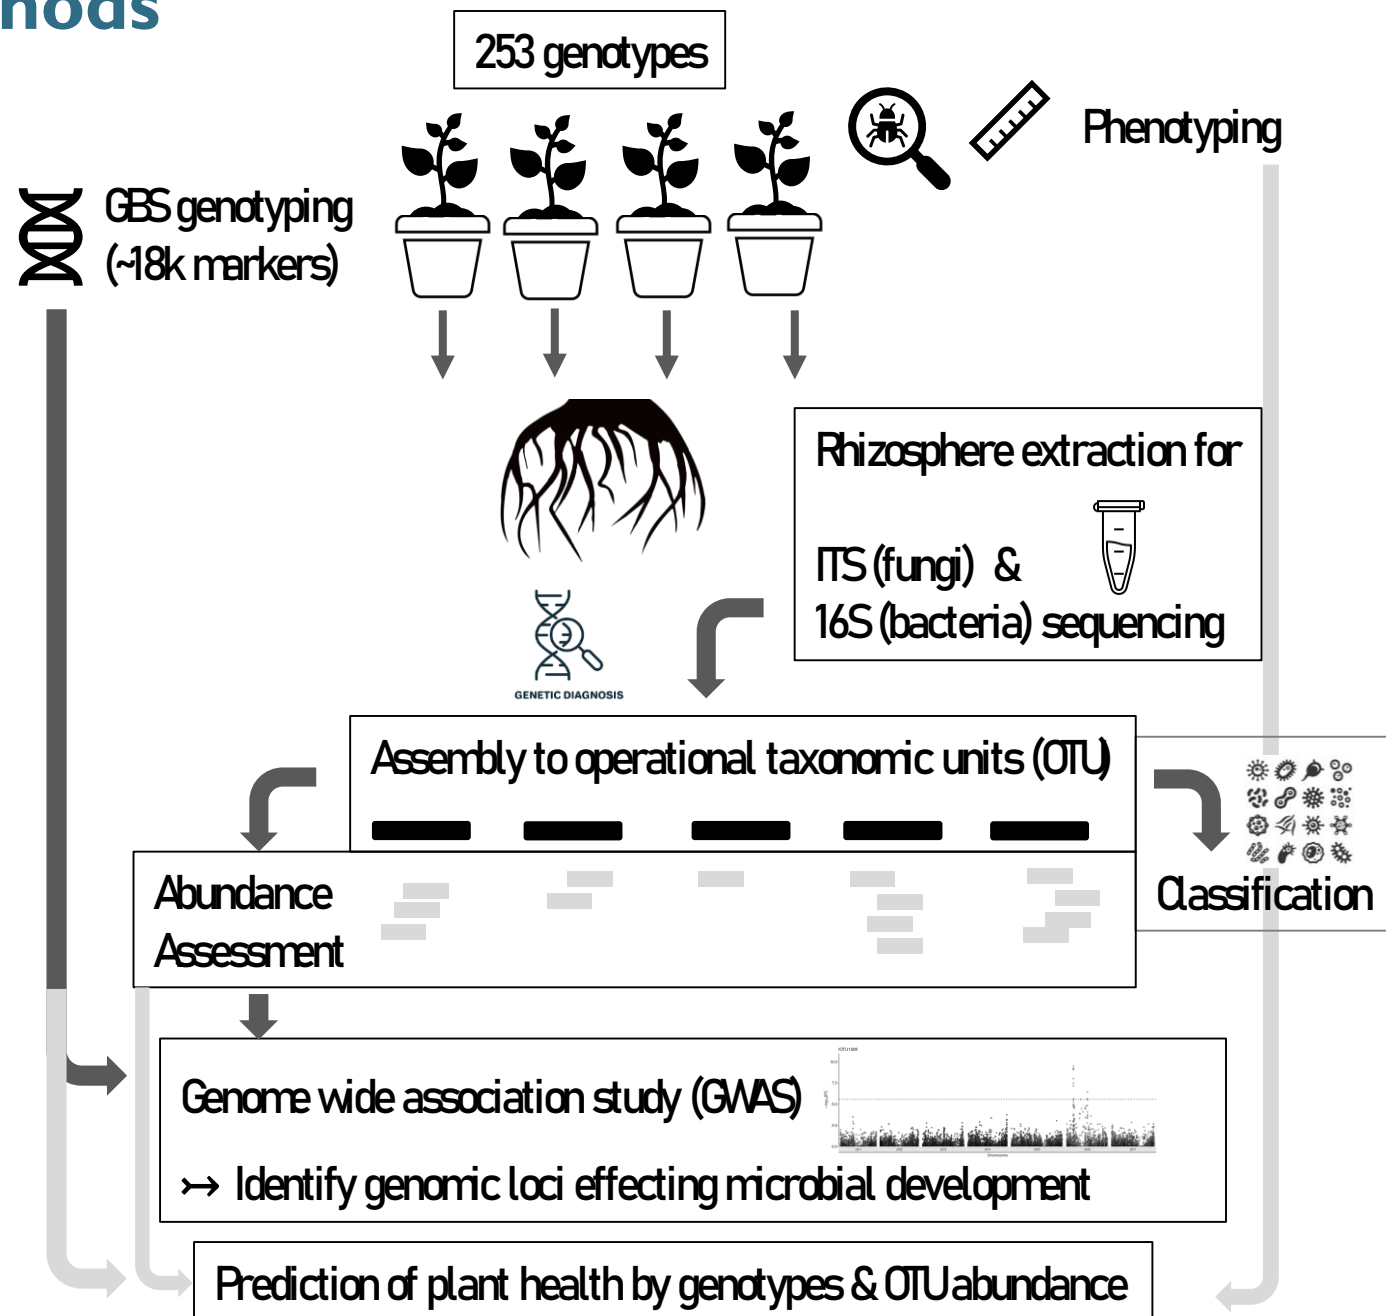 253 genotypes
Phenotyping
GBS genotyping
(~18k markers)
Rhizosphere extraction for
ITS (fungi) &
16S (bacteria) sequencing
GENETIC DIAGNOSIS
Assembly to operational taxonomic units (OTU)
Abundance
Assessment
Classification
Genome wide association study (GWAS)
↣ Identify genomic loci effecting microbial development
Prediction of plant health by genotypes & OTU abundance